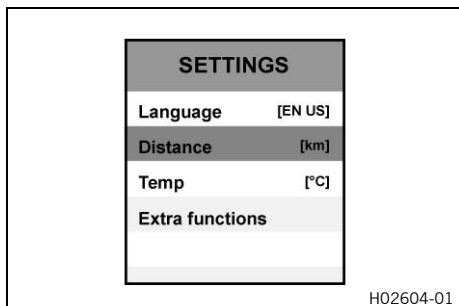 SETTINGS
Language [EN US]
Distance [km]
Temp [°C]
Extra functions
H02604-01